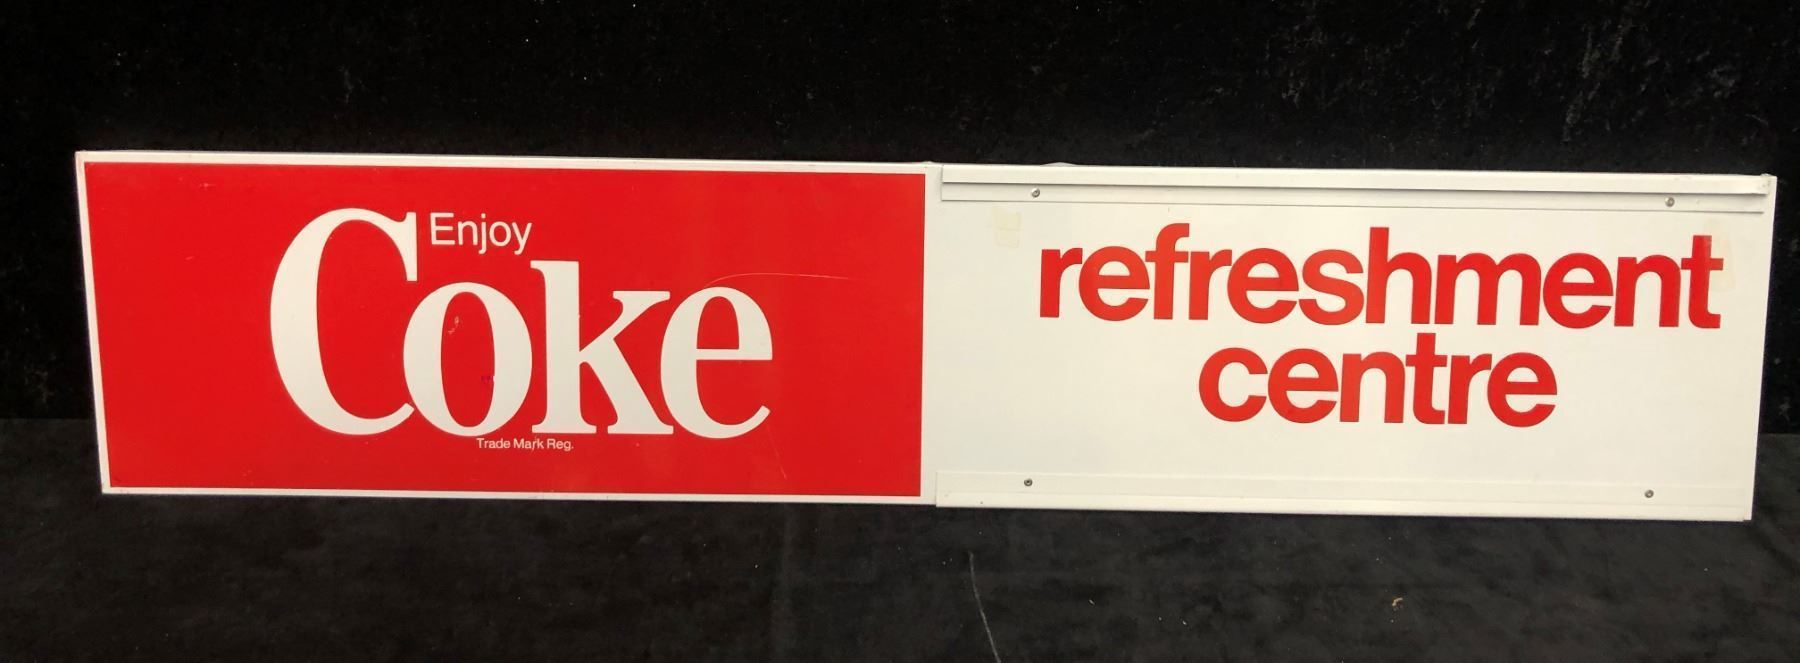 Enjoy
Coke
Trade Mark Reg.
refreshment
centre